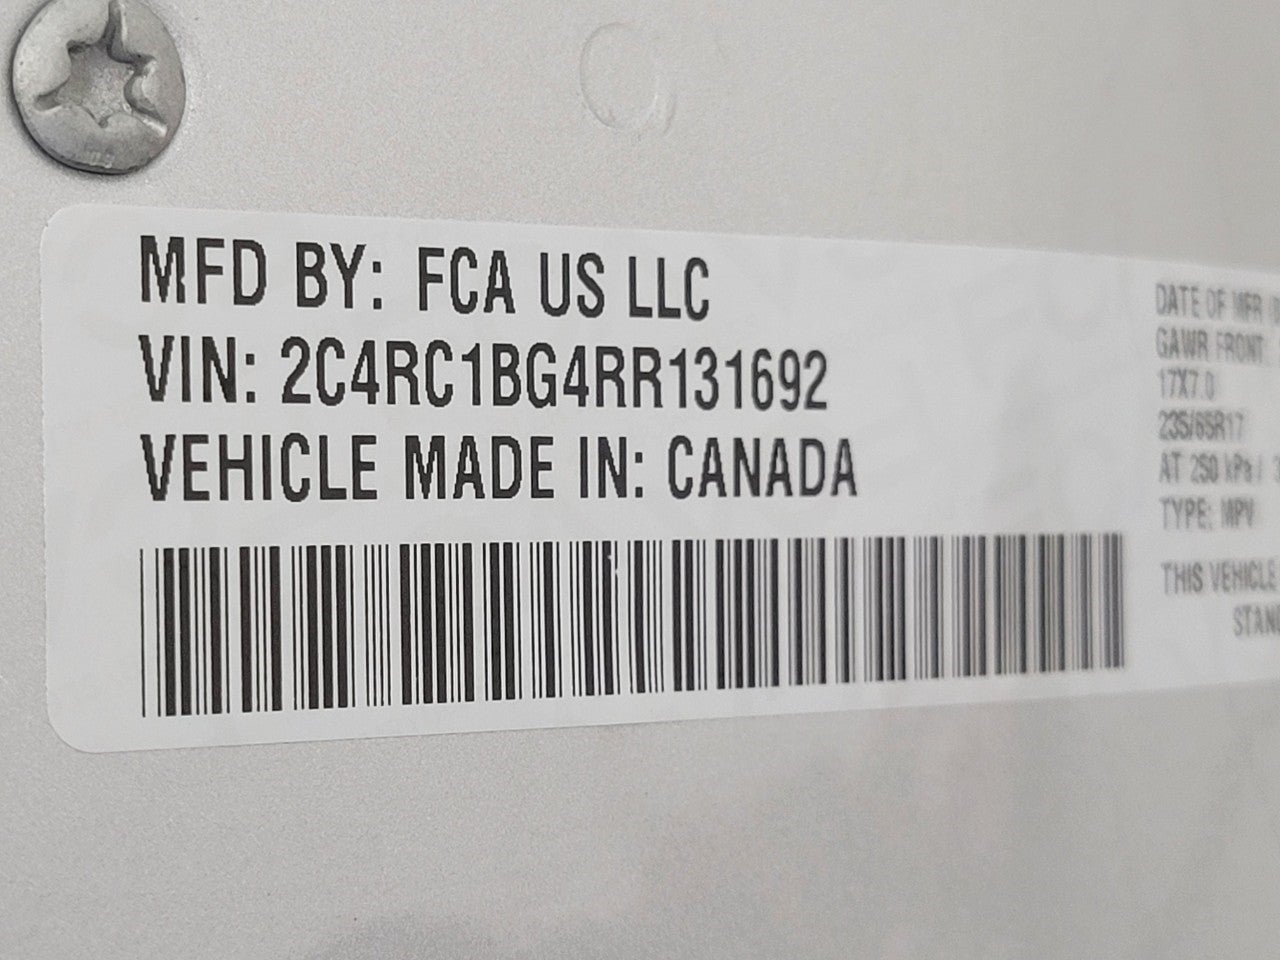 MFD BY: FCA US LLC
VIN: 2C4RC1BG4RR131692
VEHICLE MADE IN: CANADA
DATE OF MFR
GAWR FRONT:
17X7.0
235/65R17
AT 250 kPa /
TYPE: MPV
THIS VEHICLE